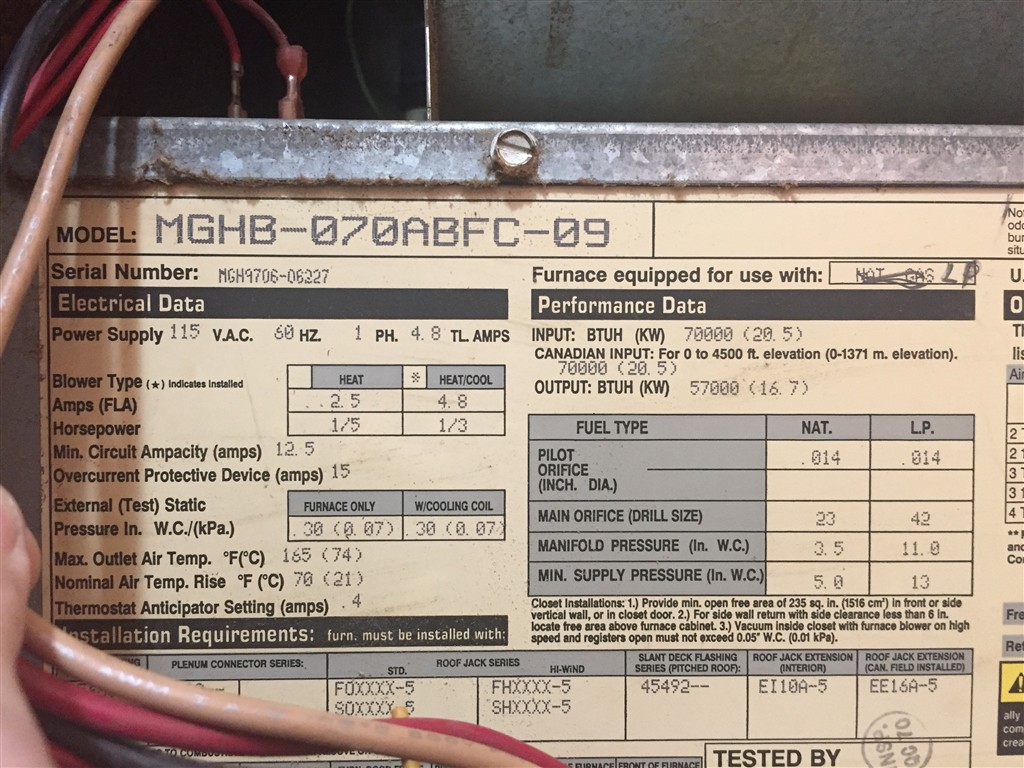 MODEL: MGHB-070ABFC-09
Serial Number: MGH9706-06227
Furnace equipped for use with: NAT. GAS LP
Electrical Data
Performance Data
Power Supply 115 V.A.C. 60 HZ. 1 PH. 4.8 TL. AMPS
INPUT: BTUH (KW) 70000 (20.5)
CANADIAN INPUT: For 0 to 4500 ft. elevation (0-1371 m. elevation).
70000 (20.5)
OUTPUT: BTUH (KW) 57000 (16.7)
Blower Type (★) Indicates Installed HEAT * HEAT/COOL
Amps (FLA) 2.5 4.8
Horsepower 1/5 1/3
Min. Circuit Ampacity (amps) 12.5
Overcurrent Protective Device (amps) 15
External (Test) Static FURNACE ONLY W/COOLING COIL
Pressure In. W.C./(kPa.) .30 (0.07) .30 (0.07)
Max. Outlet Air Temp. °F(°C) 165 (74)
Nominal Air Temp. Rise °F (°C) 70 (21)
Thermostat Anticipator Setting (amps) .4
FUEL TYPE NAT. L.P.
PILOT .014 .014
ORIFICE
(INCH. DIA.)
MAIN ORIFICE (DRILL SIZE) 23 42
MANIFOLD PRESSURE (In. W.C.) 3.5 11.0
MIN. SUPPLY PRESSURE (In. W.C.) 5.0 13
Closet Installations: 1.) Provide min. open free area of 235 sq. in. (1516 cm²) in front or side
vertical wall, or in closet door. 2.) For side wall return with side clearance less than 6 in.
locate free area above furnace cabinet. 3.) Vacuum inside closet with furnace blower on high
speed and registers open must not exceed 0.05" W.C. (0.01 kPa).
Installation Requirements: furn. must be installed with:
PLENUM CONNECTOR SERIES: ROOF JACK SERIES SLANT DECK FLASHING ROOF JACK EXTENSION ROOF JACK EXTENSION
STD. HI-WIND SERIES (PITCHED ROOF): (INTERIOR) (CAN. FIELD INSTALLED)
FOXXXX-5 FHXXXX-5 45492-- EI10A-5 EE16A-5
SOXXXX-5 SHXXXX-5
TESTED BY
FRONT OF FURNACE